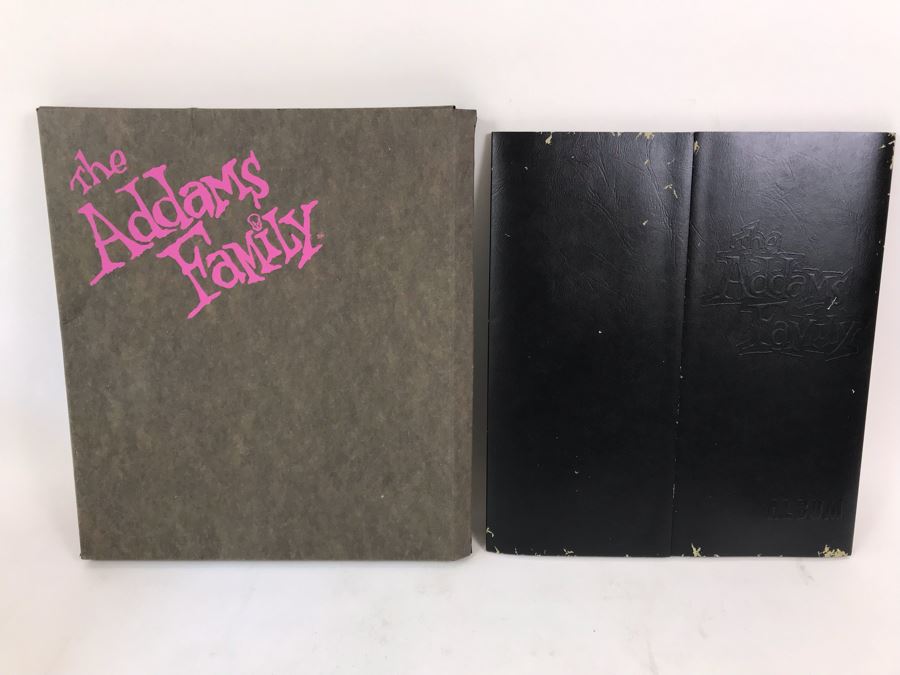 The
Addams
Family
The
Addams
Family
ALBUM